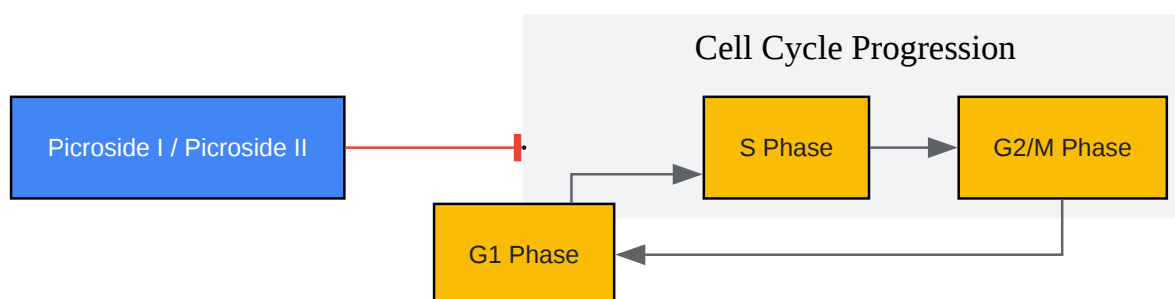 Cell Cycle Progression
Picroside I / Picroside II
S Phase
G2/M Phase
G1 Phase